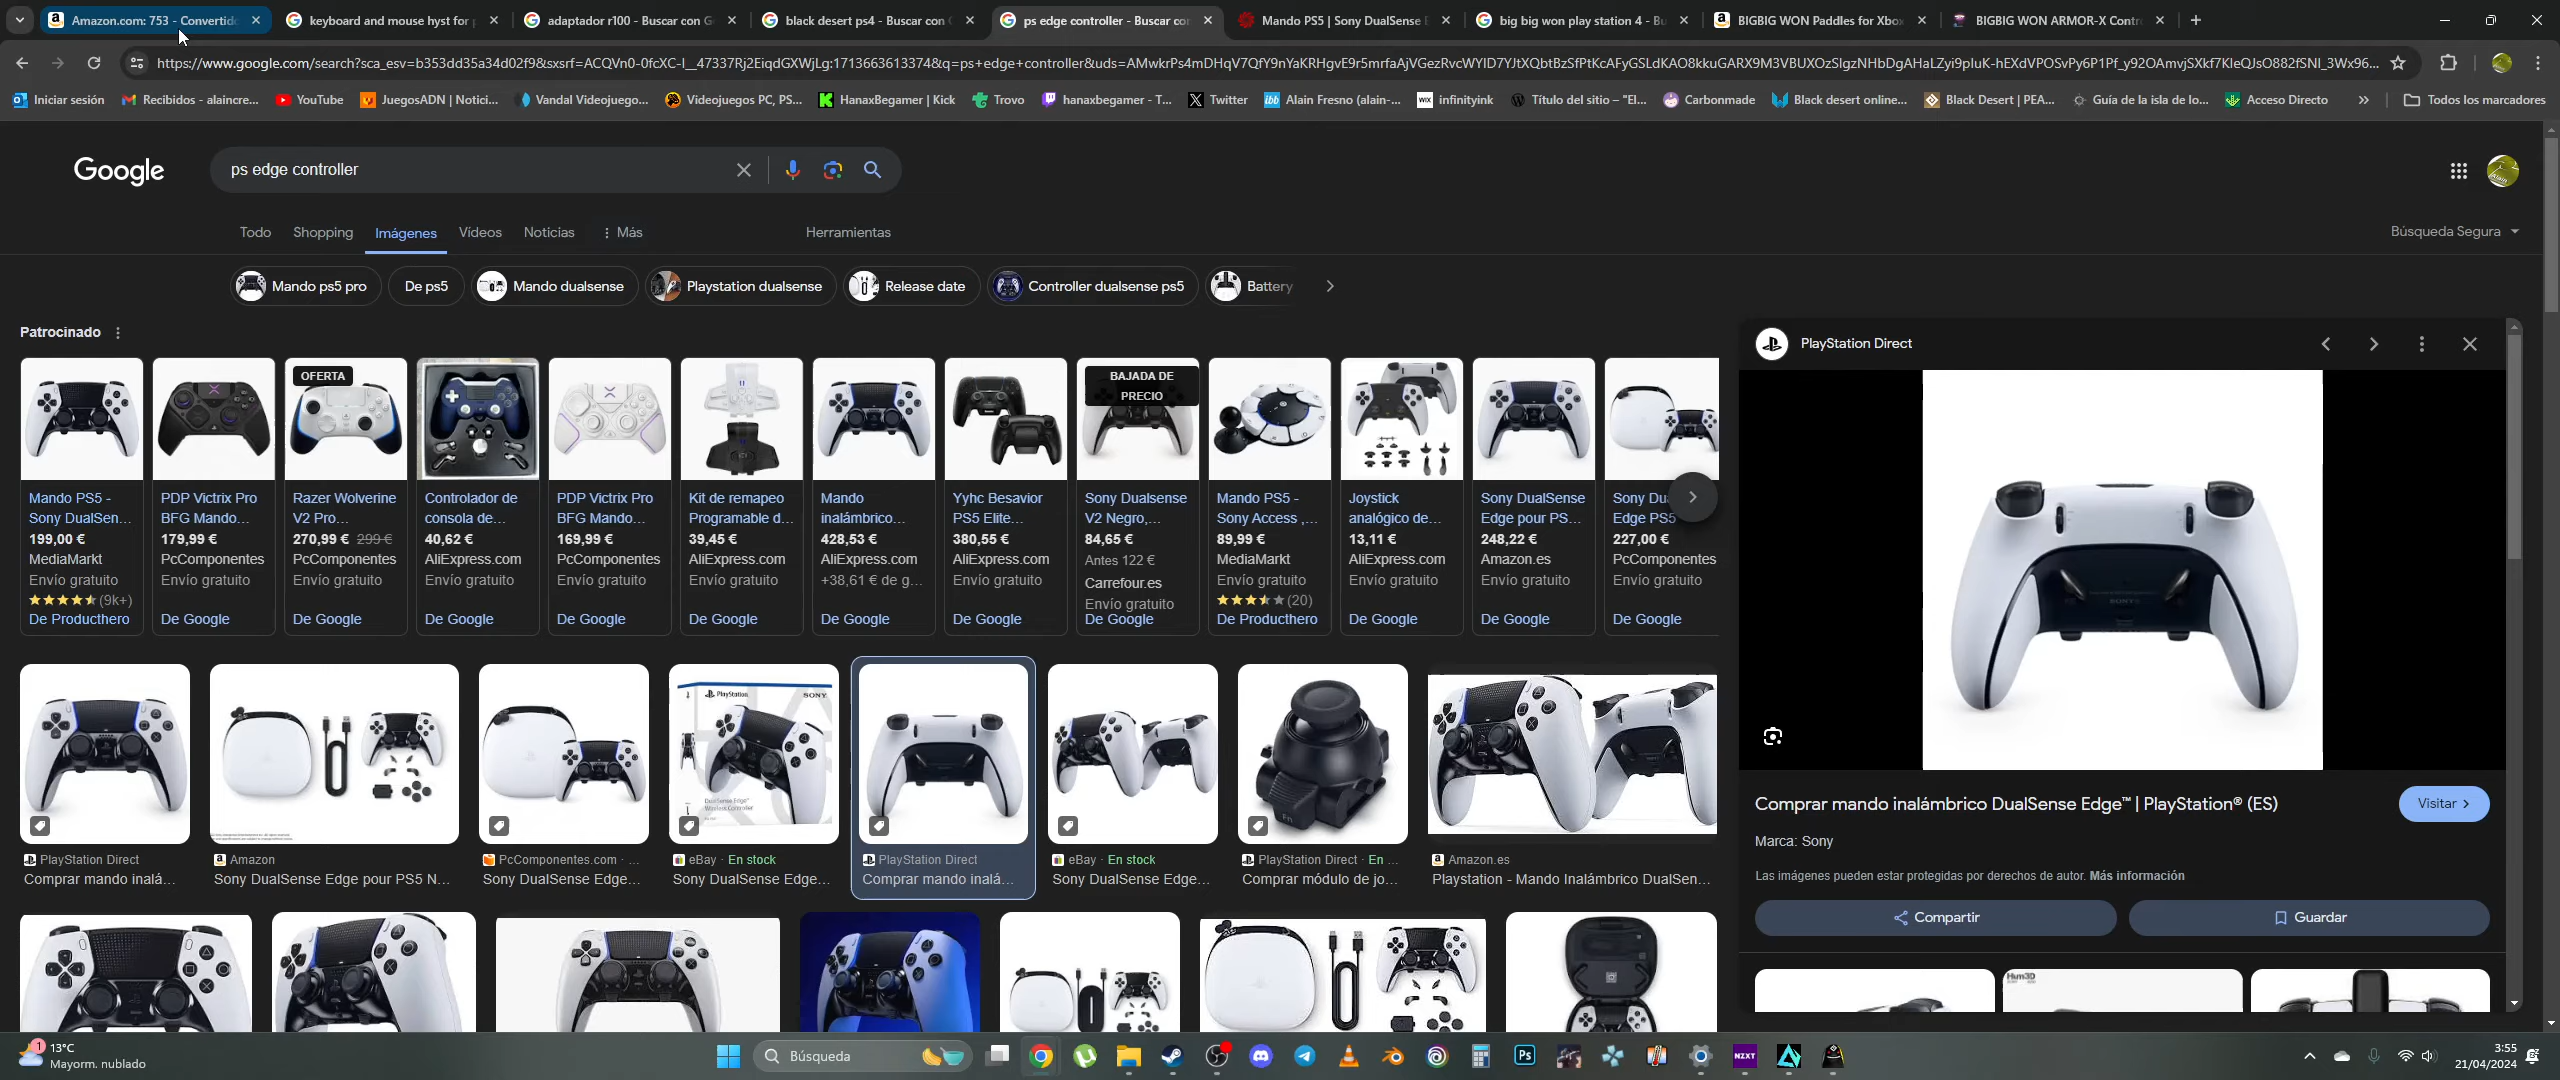 Amazon.com: 753 - Convertido
keyboard and mouse hyst for p
adaptador r100 - Buscar con G
black desert ps4 - Buscar con G
ps edge controller - Buscar con
Mando PS5 | Sony DualSense E
big big won play station 4 - Bu
BIGBIG WON Paddles for Xbox
BIGBIG WON ARMOR-X Contr
Iniciar sesión
Recibidos - alaincre...
YouTube
JuegosADN | Notici...
Vandal Videojuego...
Videojuegos PC, PS...
HanaxBegamer | Kick
Trovo
hanaxbegamer - T...
Twitter
Alain Fresno (alain-...
infinityink
Título del sitio – "El...
Carbonmade
Black desert online...
Black Desert | PEA...
Guía de la isla de lo...
Acceso Directo
Todos los marcadores
Google
ps edge controller
Todo
Shopping
Imágenes
Vídeos
Noticias
Más
Herramientas
Búsqueda Segura
Mando ps5 pro
De ps5
Mando dualsense
Playstation dualsense
Release date
Controller dualsense ps5
Battery
Patrocinado
OFERTA
BAJADA DE
PRECIO
Mando PS5 -
Sony DualSen...
199,00 €
MediaMarkt
Envío gratuito
(9k+)
De Producthero
PDP Victrix Pro
BFG Mando...
179,99 €
PcComponentes
Envío gratuito
De Google
Razer Wolverine
V2 Pro...
270,99 € 299 €
PcComponentes
Envío gratuito
De Google
Controlador de
consola de...
40,62 €
AliExpress.com
Envío gratuito
De Google
PDP Victrix Pro
BFG Mando...
169,99 €
PcComponentes
Envío gratuito
De Google
Kit de remapeo
Programable d...
39,45 €
AliExpress.com
Envío gratuito
De Google
Mando
inalámbrico...
428,53 €
AliExpress.com
+38,61 € de g...
De Google
Yyhc Besavior
PS5 Elite...
380,55 €
AliExpress.com
Envío gratuito
De Google
Sony Dualsense
V2 Negro,...
84,65 €
Antes 122 €
Carrefour.es
Envío gratuito
De Google
Mando PS5 -
Sony Access ,...
89,99 €
MediaMarkt
Envío gratuito
(20)
De Producthero
Joystick
analógico de...
13,11 €
AliExpress.com
Envío gratuito
De Google
Sony DualSense
Edge pour PS...
248,22 €
Amazon.es
Envío gratuito
De Google
Sony Du
Edge PS5
227,00 €
PcComponentes
Envío gratuito
De Google
PlayStation
SONY
PlayStation Direct
Comprar mando inalá...
Amazon
Sony DualSense Edge pour PS5 N...
PcComponentes.com · ...
Sony DualSense Edge...
eBay · En stock
Sony DualSense Edge...
PlayStation Direct
Comprar mando inalá...
eBay · En stock
Sony DualSense Edge...
PlayStation Direct · En ...
Comprar módulo de jo...
Amazon.es
Playstation - Mando Inalámbrico DualSen...
PlayStation Direct
Comprar mando inalámbrico DualSense Edge™ | PlayStation® (ES)
Visitar
Marca: Sony
Las imágenes pueden estar protegidas por derechos de autor. Más información
Compartir
Guardar
Hum3D
1
13°C
Mayorm. nublado
Búsqueda
Ps
NZXT
3:55
21/04/2024